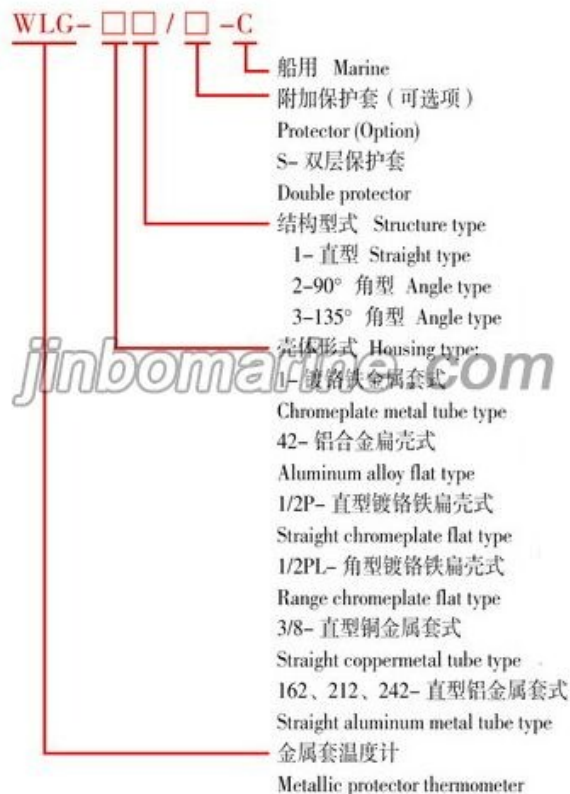 WLG- □□ / □ -C
船用 Marine
附加保护套（可选项）
Protector (Option)
S- 双层保护套
Double protector
结构型式 Structure type
1- 直型 Straight type
2-90° 角型 Angle type
3-135° 角型 Angle type
壳体形式 Housing type:
jinbomarine.com
1- 镀铬铁金属套式
Chromeplate metal tube type
42- 铝合金扁壳式
Aluminum alloy flat type
1/2P- 直型镀铬铁扁壳式
Straight chromeplate flat type
1/2PL- 角型镀铬铁扁壳式
Range chromeplate flat type
3/8- 直型铜金属套式
Straight coppermetal tube type
162、212、242- 直型铝金属套式
Straight aluminum metal tube type
金属套温度计
Metallic protector thermometer